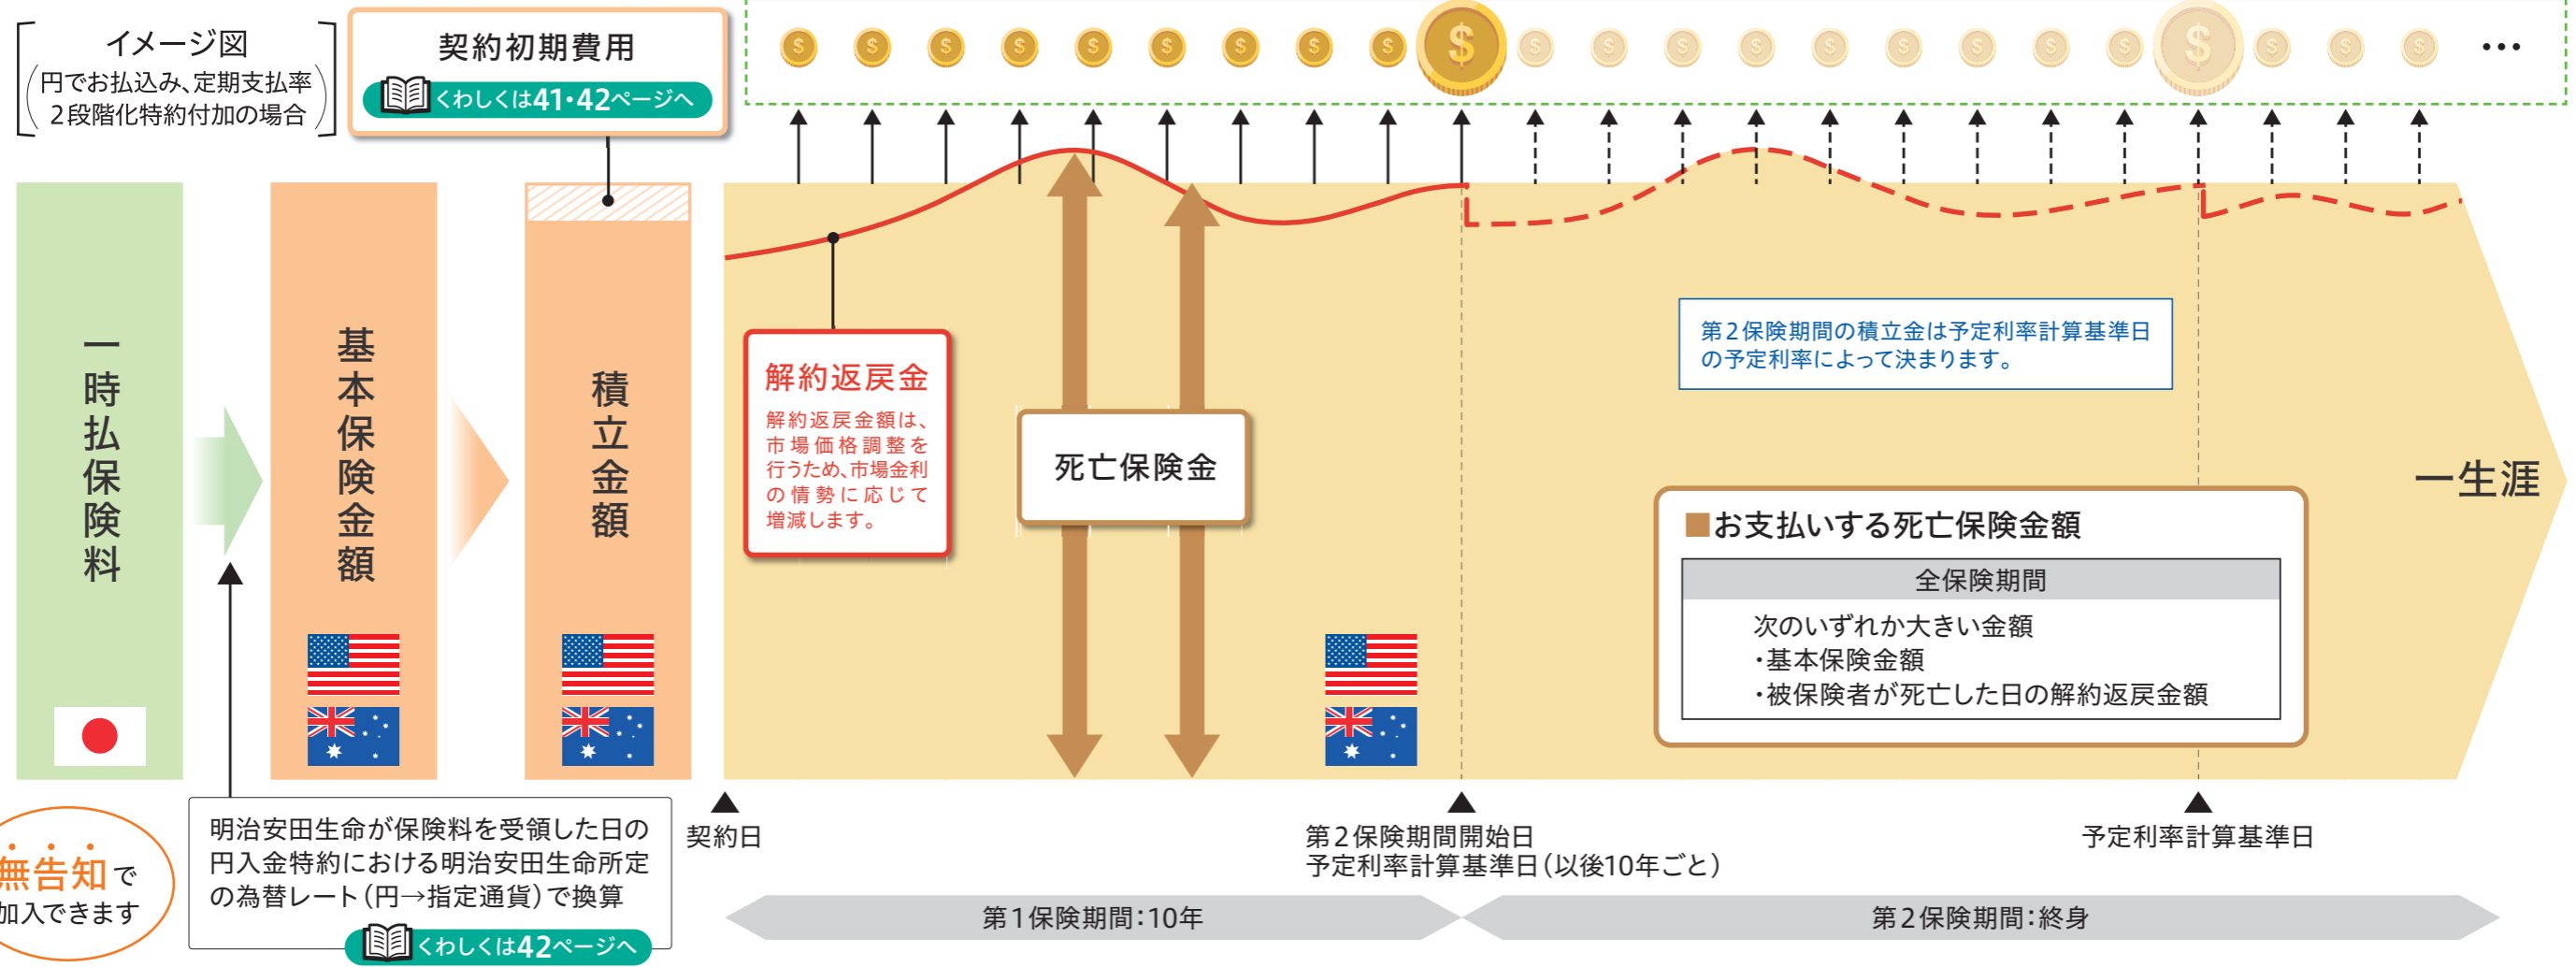 イメージ図
（円でお払込み、定期支払率
２段階化特約付加の場合）
契約初期費用
くわしくは41・42ページへ
$ $ $ $ $ $ $ $ $ $ $ $ $ $ $ $ $ $ $ $ $ $ $ …
一時払保険料
基本保険金額
積立金額
解約返戻金
解約返戻金額は、
市場価格調整を
行うため、市場金利
の情勢に応じて
増減します。
死亡保険金
第２保険期間の積立金は予定利率計算基準日
の予定利率によって決まります。
一生涯
■お支払いする死亡保険金額
全保険期間
次のいずれか大きい金額
・基本保険金額
・被保険者が死亡した日の解約返戻金額
無告知で
加入できます
明治安田生命が保険料を受領した日の
円入金特約における明治安田生命所定
の為替レート（円→指定通貨）で換算
くわしくは42ページへ
契約日
第２保険期間開始日
予定利率計算基準日（以後10年ごと）
予定利率計算基準日
第１保険期間：10年
第２保険期間：終身